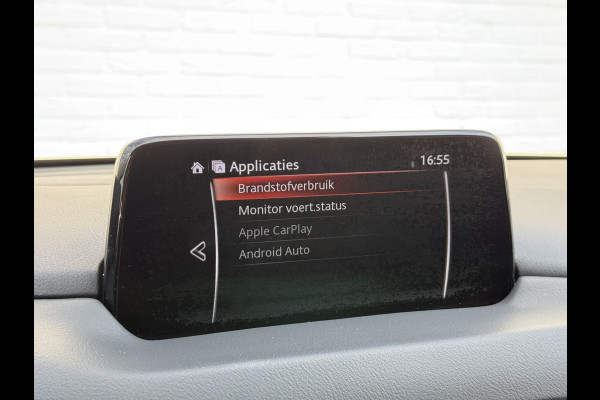 Applicaties 16:55
Brandstofverbruik
Monitor voert.status
Apple CarPlay
Android Auto